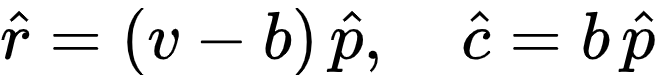 r̂ = (v − b) p̂, ĉ = b p̂